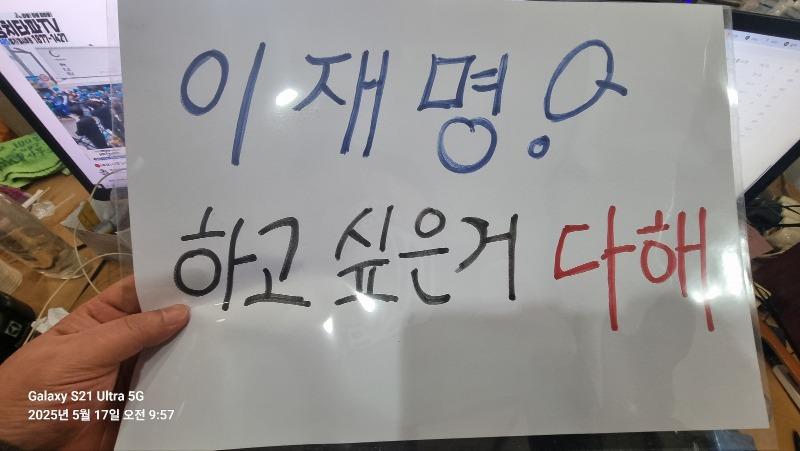 이재명
하고 싶은거 다해
Galaxy S21 Ultra 5G
2025년 5월 17일 오전 9:57